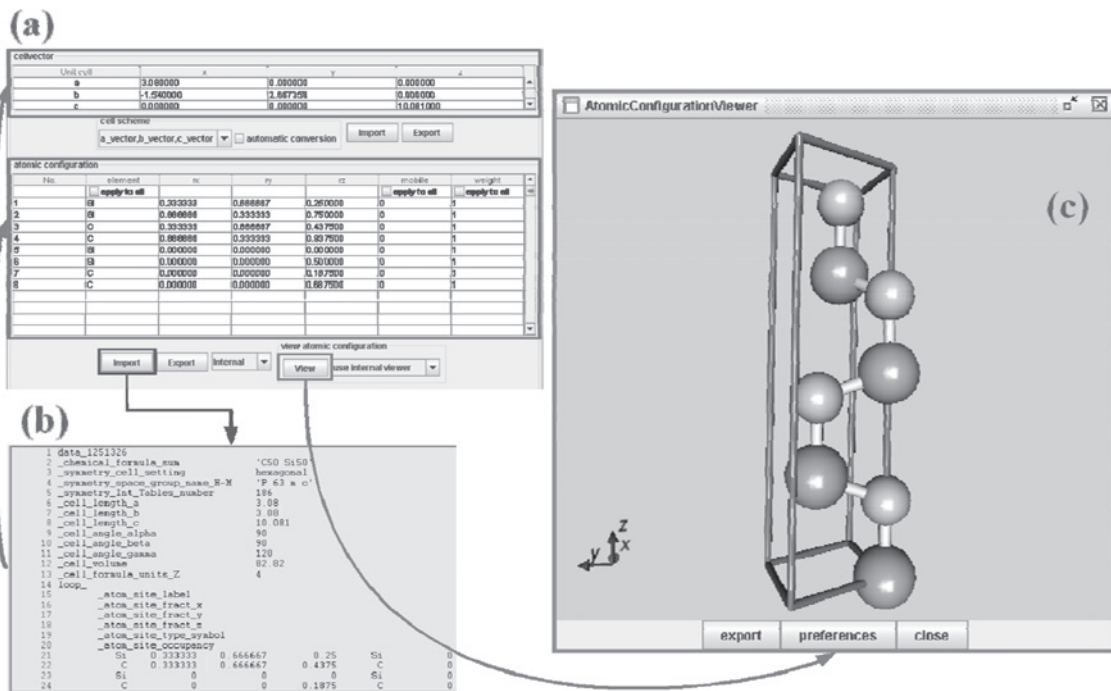 (a)
cellvector
Unit cell x y z
a 3.080000 0.000000 0.000000
b -1.540000 2.667358 0.000000
c 0.000000 0.000000 10.081000
cell scheme
a_vector,b_vector,c_vector automatic conversion Import Export
atomic configuration
No. element rx ry rz mobile weight
apply to all apply to all apply to all
1 Si 0.333333 0.666667 0.250000 0 1
2 Si 0.666666 0.333333 0.750000 0 1
3 C 0.333333 0.666667 0.437500 0 1
4 C 0.666666 0.333333 0.937500 0 1
5 Si 0.000000 0.000000 0.000000 0 1
6 Si 0.000000 0.000000 0.500000 0 1
7 C 0.000000 0.000000 0.187500 0 1
8 C 0.000000 0.000000 0.687500 0 1
view atomic configuration
Import Export Internal View use internal viewer
(b)
1 data_1251326
2 _chemical_formula_sum 'C50 Si50'
3 _symmetry_cell_setting hexagonal
4 _symmetry_space_group_name_H-M 'P 63 m c'
5 _symmetry_Int_Tables_number 186
6 _cell_length_a 3.08
7 _cell_length_b 3.08
8 _cell_length_c 10.081
9 _cell_angle_alpha 90
10 _cell_angle_beta 90
11 _cell_angle_gamma 120
12 _cell_volume 82.82
13 _cell_formula_units_Z 4
14 loop_
15 _atom_site_label
16 _atom_site_fract_x
17 _atom_site_fract_y
18 _atom_site_fract_z
19 _atom_site_type_symbol
20 _atom_site_occupancy
21 Si 0.333333 0.666667 0.25 Si 0
22 C 0.333333 0.666667 0.4375 C 0
23 Si 0 0 0 Si 0
24 C 0 0 0.1875 C 0
AtomicConfigurationViewer
(c)
z
y x
export preferences close